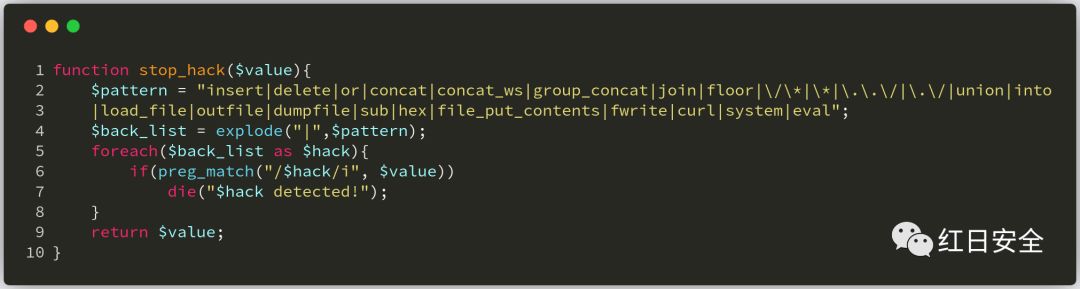 1 function stop_hack($value){
2 $pattern = "insert|delete|or|concat|concat_ws|group_concat|join|floor|\/\*|\*|\.\.\/|\.\/|union|into
3 |load_file|outfile|dumpfile|sub|hex|file_put_contents|fwrite|curl|system|eval";
4 $back_list = explode("|",$pattern);
5 foreach($back_list as $hack){
6 if(preg_match("/$hack/i", $value))
7 die("$hack detected!");
8 }
9 return $value;
10 }
红日安全